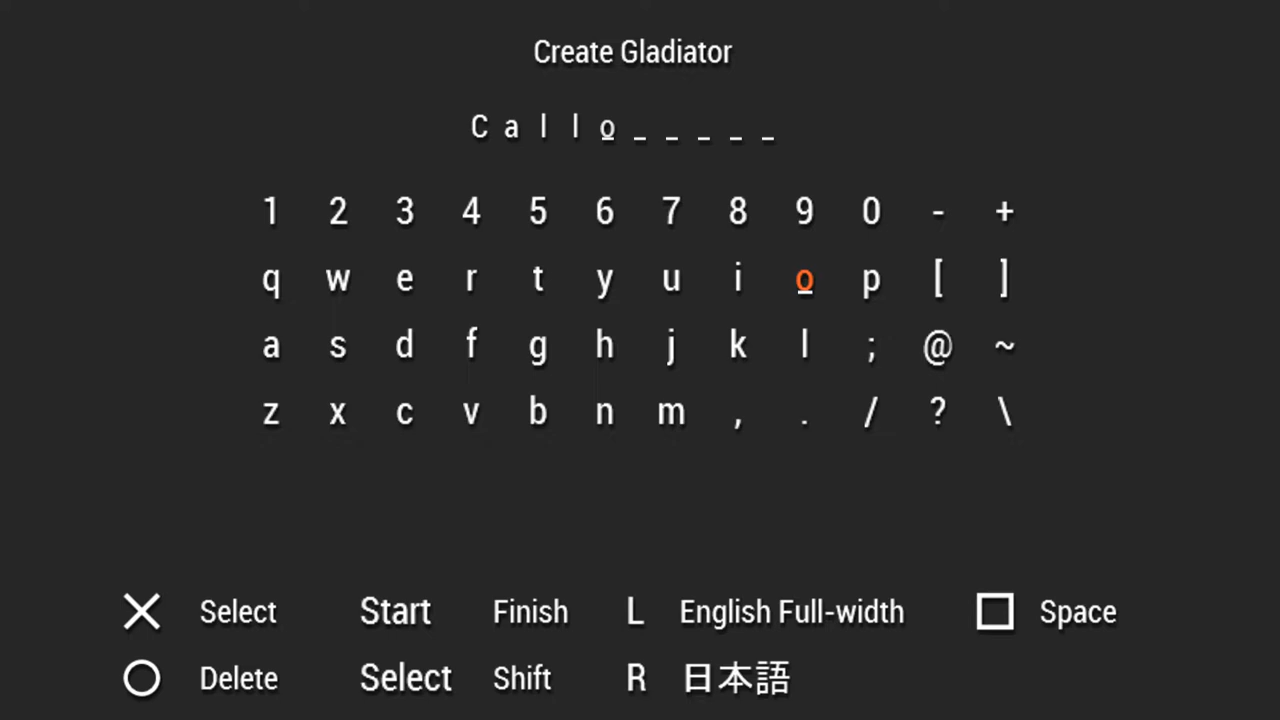 Create Gladiator
C a l l o _ _ _ _ _
1 2 3 4 5 6 7 8 9 0 - +
q w e r t y u i o p [ ]
a s d f g h j k l ; @ ~
z x c v b n m , . / ? \
Select Start Finish L English Full-width Space
Delete Select Shift R 日本語